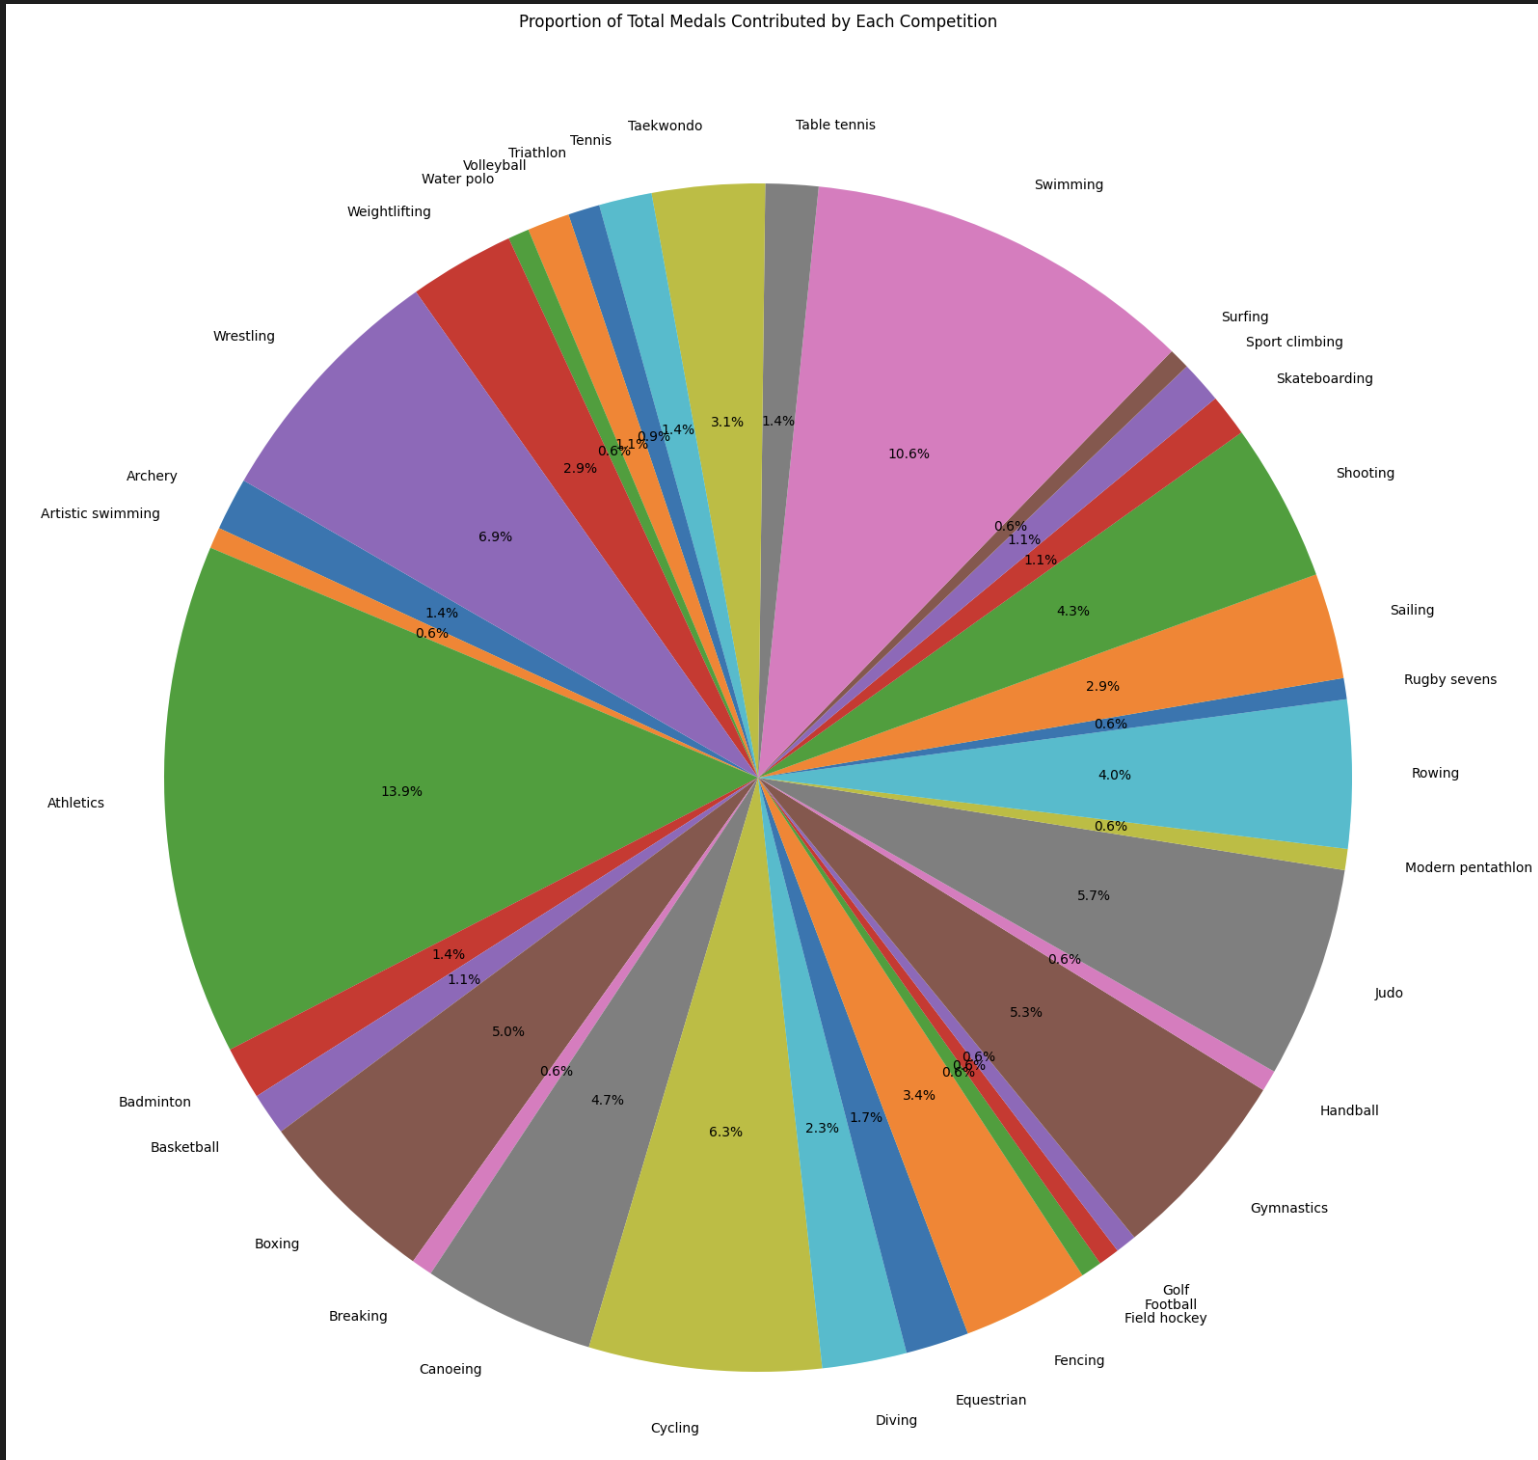 Proportion of Total Medals Contributed by Each Competition
Table tennis
Taekwondo
Tennis
Triathlon
Volleyball
Water polo
Weightlifting
Wrestling
Archery
Artistic swimming
Athletics
Badminton
Basketball
Boxing
Breaking
Canoeing
Cycling
Diving
Equestrian
Fencing
Field hockey
Football
Golf
Gymnastics
Handball
Judo
Modern pentathlon
Rowing
Rugby sevens
Sailing
Shooting
Skateboarding
Sport climbing
Surfing
Swimming
1.4%
3.1%
1.4%
0.9%
1.1%
0.6%
2.9%
6.9%
1.4%
0.6%
13.9%
1.4%
1.1%
5.0%
0.6%
4.7%
6.3%
2.3%
1.7%
3.4%
0.6%
0.6%
0.6%
5.3%
0.6%
5.7%
0.6%
4.0%
0.6%
2.9%
4.3%
1.1%
1.1%
0.6%
10.6%